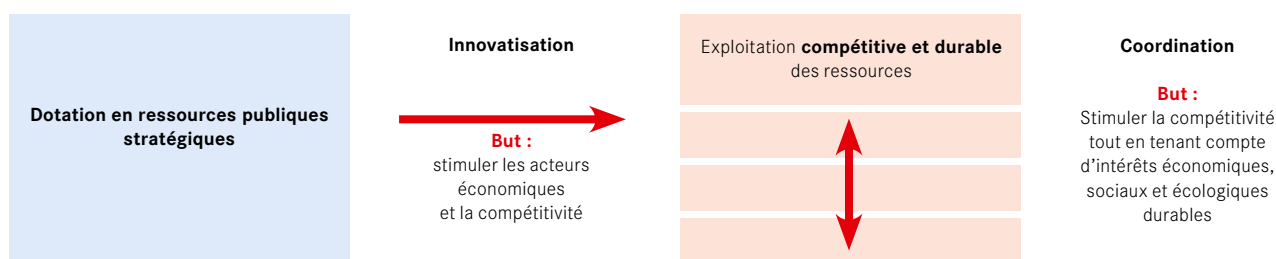 Dotation en ressources publiques
stratégiques
Innovatisation
But :
stimuler les acteurs
économiques
et la compétitivité
Exploitation compétitive et durable
des ressources
Coordination
But :
Stimuler la compétitivité
tout en tenant compte
d’intérêts économiques,
sociaux et écologiques
durables